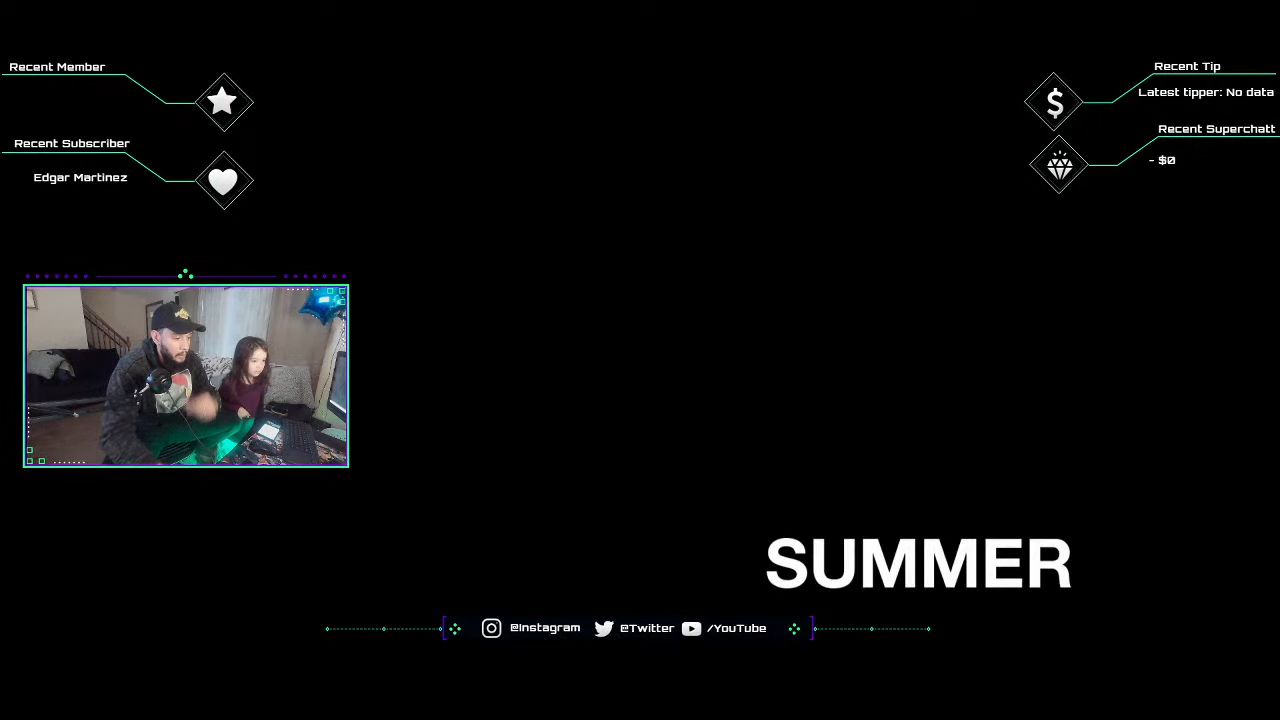 Recent Member
Recent Subscriber
Edgar Martinez
Recent Tip
Latest tipper: No data
Recent Superchatt
- $0
SUMMER
@Instagram @Twitter /YouTube